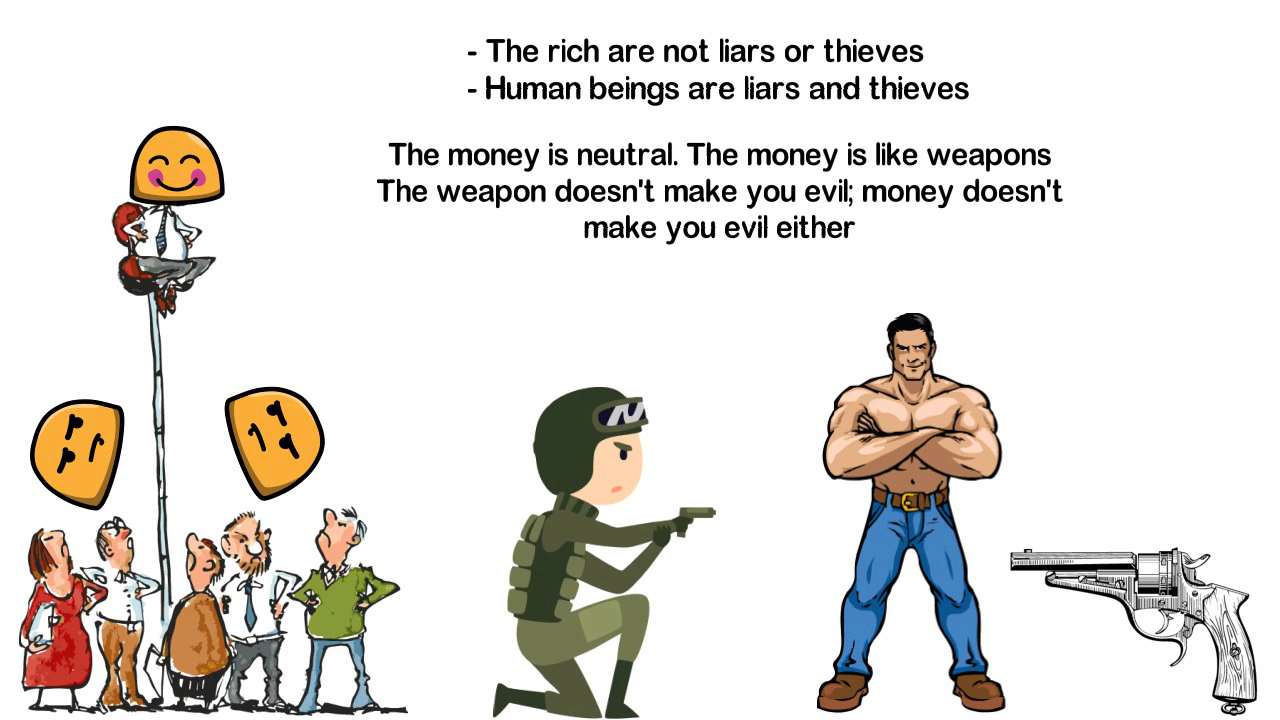 - The rich are not liars or thieves
- Human beings are liars and thieves
The money is neutral. The money is like weapons
The weapon doesn't make you evil; money doesn't
make you evil either